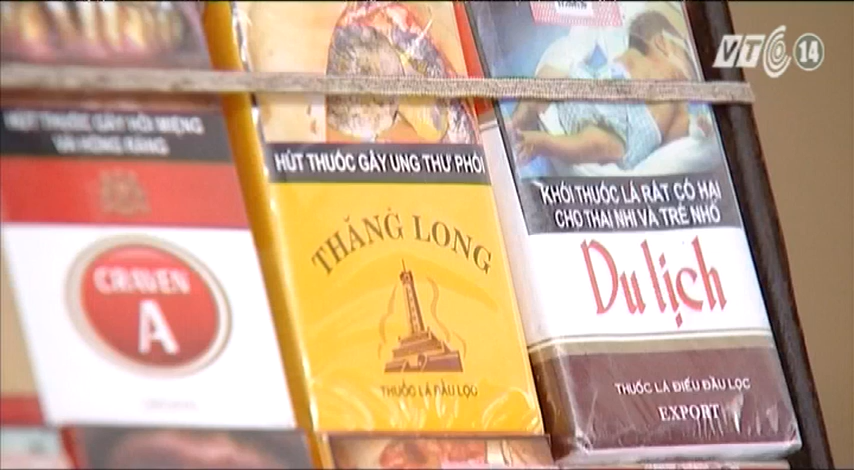 VTC 14
HÚT THUỐC GÂY HÔI MIỆNG
VÀ HỎNG RĂNG
CRAVEN
A
HÚT THUỐC GÂY UNG THƯ PHỔI
THĂNG LONG
THUỐC LÁ ĐẦU LỌC
KHÓI THUỐC LÁ RẤT CÓ HẠI
CHO THAI NHI VÀ TRẺ NHỎ
Du lịch
THUỐC LÁ ĐIẾU ĐẦU LỌC
EXPORT